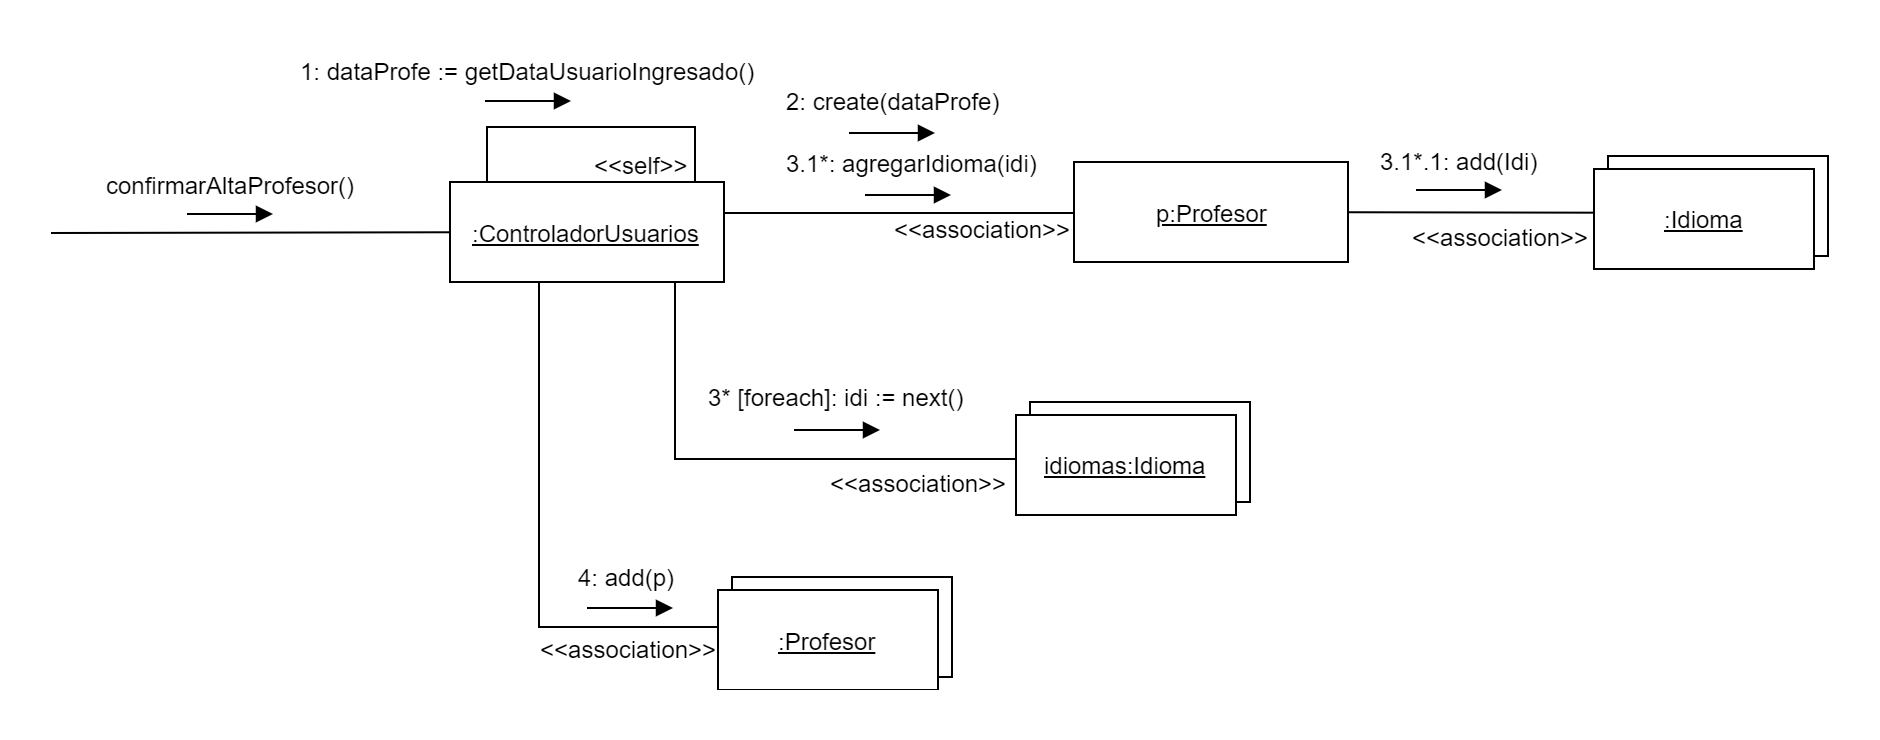 1: dataProfe := getDataUsuarioIngresado()
2: create(dataProfe)
<<self>>
3.1*: agregarIdioma(idi)
3.1*.1: add(Idi)
confirmarAltaProfesor()
:ControladorUsuarios
<<association>>
p:Profesor
<<association>>
:Idioma
3* [foreach]: idi := next()
<<association>>
idiomas:Idioma
4: add(p)
<<association>>
:Profesor